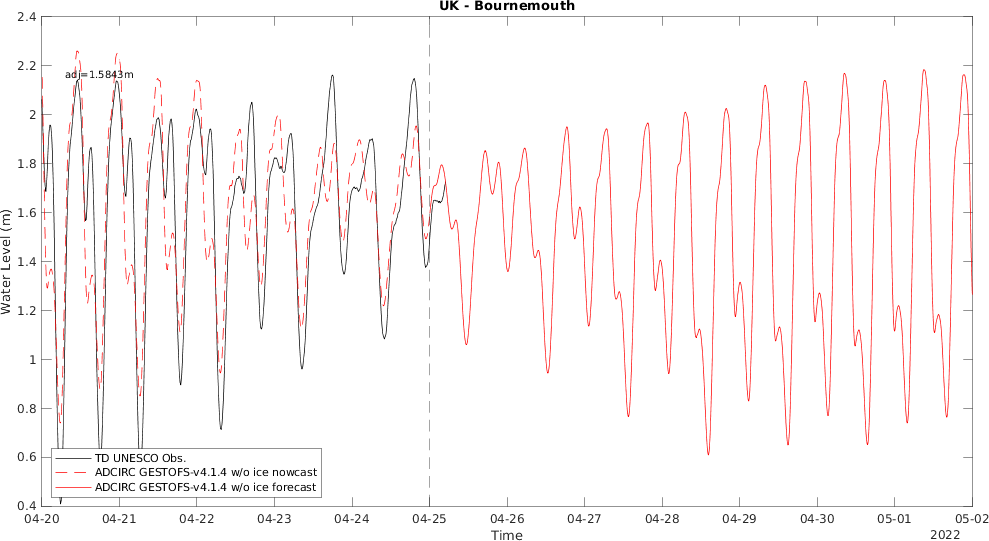 UK - Bournemouth
2.4
2.2
2
1.8
1.6
1.4
1.2
1
0.8
0.6
0.4
Water Level (m)
adj=1.5843m
TD UNESCO Obs.
ADCIRC GESTOFS-v4.1.4 w/o ice nowcast
ADCIRC GESTOFS-v4.1.4 w/o ice forecast
04-20 04-21 04-22 04-23 04-24 04-25 04-26 04-27 04-28 04-29 04-30 05-01 05-02
Time
2022